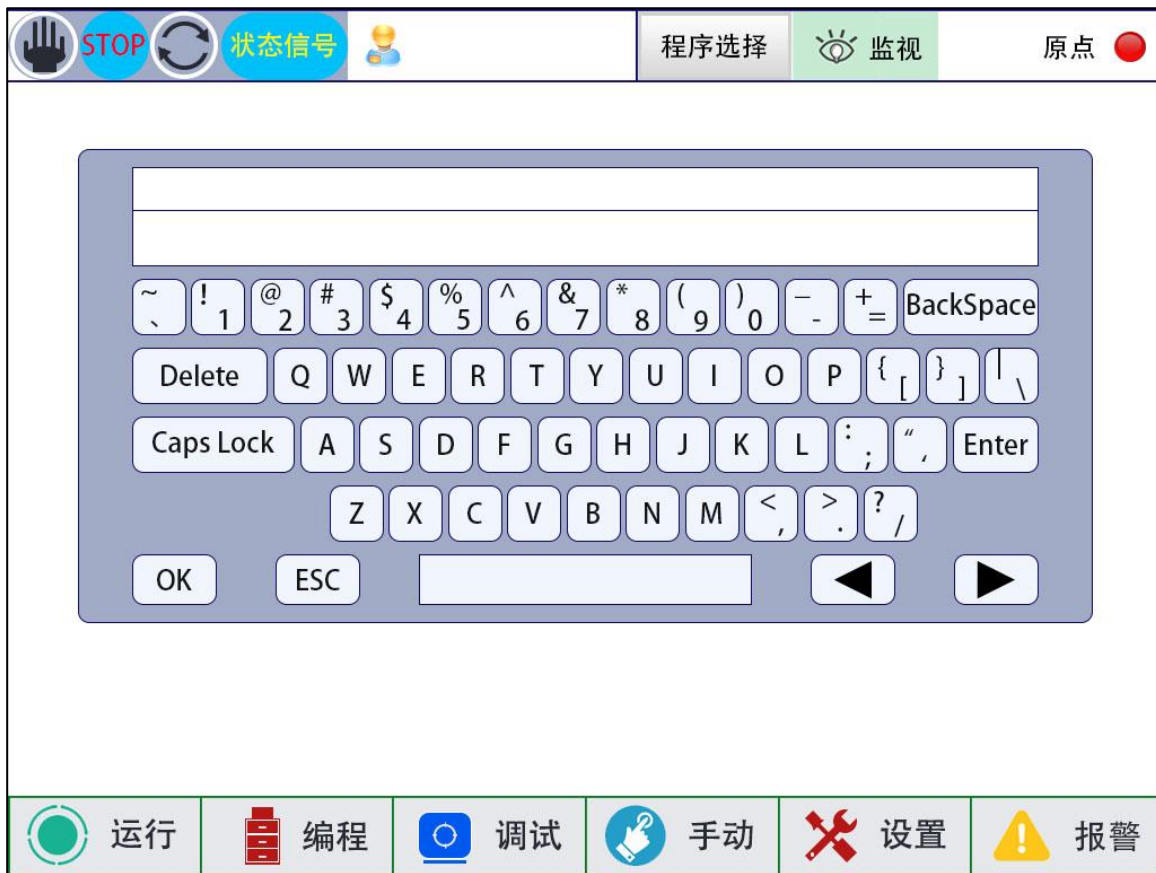 STOP 状态信号 程序选择 监视 原点
~ ` ! 1 @ 2 # 3 $ 4 % 5 ^ 6 & 7 * 8 ( 9 ) 0 _ - + = BackSpace
Delete Q W E R T Y U I O P { [ } ] | \
Caps Lock A S D F G H J K L : ; “ ‘ Enter
Z X C V B N M < , > . ? /
OK ESC ◀ ▶
运行 编程 调试 手动 设置 报警